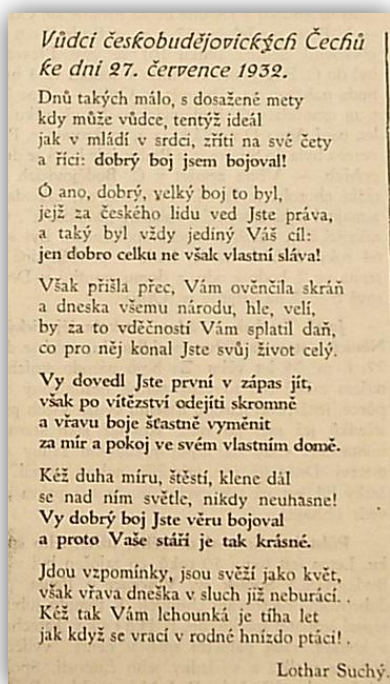 Vůdci českobudějovických Čechů
ke dni 27. července 1932.
Dnů takých málo, s dosažené mety
kdy může vůdce, tentýž ideál
jak v mládí v srdci, zříti na své čety
a říci: dobrý boj jsem bojoval!
Ó ano, dobrý, velký boj to byl,
jejž za českého lidu ved Jste práva,
a taký byl vždy jediný Váš cíl:
jen dobro celku ne však vlastní sláva!
Však přišla přec, Vám ověnčila skráň
a dneska všemu národu, hle, velí,
by za to vděčností Vám splatil daň,
co pro něj konal Jste svůj život celý.
Vy dovedl Jste první v zápas jít,
však po vítězství odejíti skromně
a vřavu boje šťastně vyměnit
za mír a pokoj ve svém vlastním domě.
Kéž duha míru, štěstí, klene dál
se nad ním světle, nikdy neuhasne!
Vy dobrý boj Jste věru bojoval
a proto Vaše stáří je tak krásné.
Jdou vzpomínky, jsou svěží jako květ,
však vřava dneška v sluch již neburácí. .
Kéž tak Vám lehounká je tíha let
jak když se vrací v rodné hnízdo ptáci! .
Lothar Suchý.